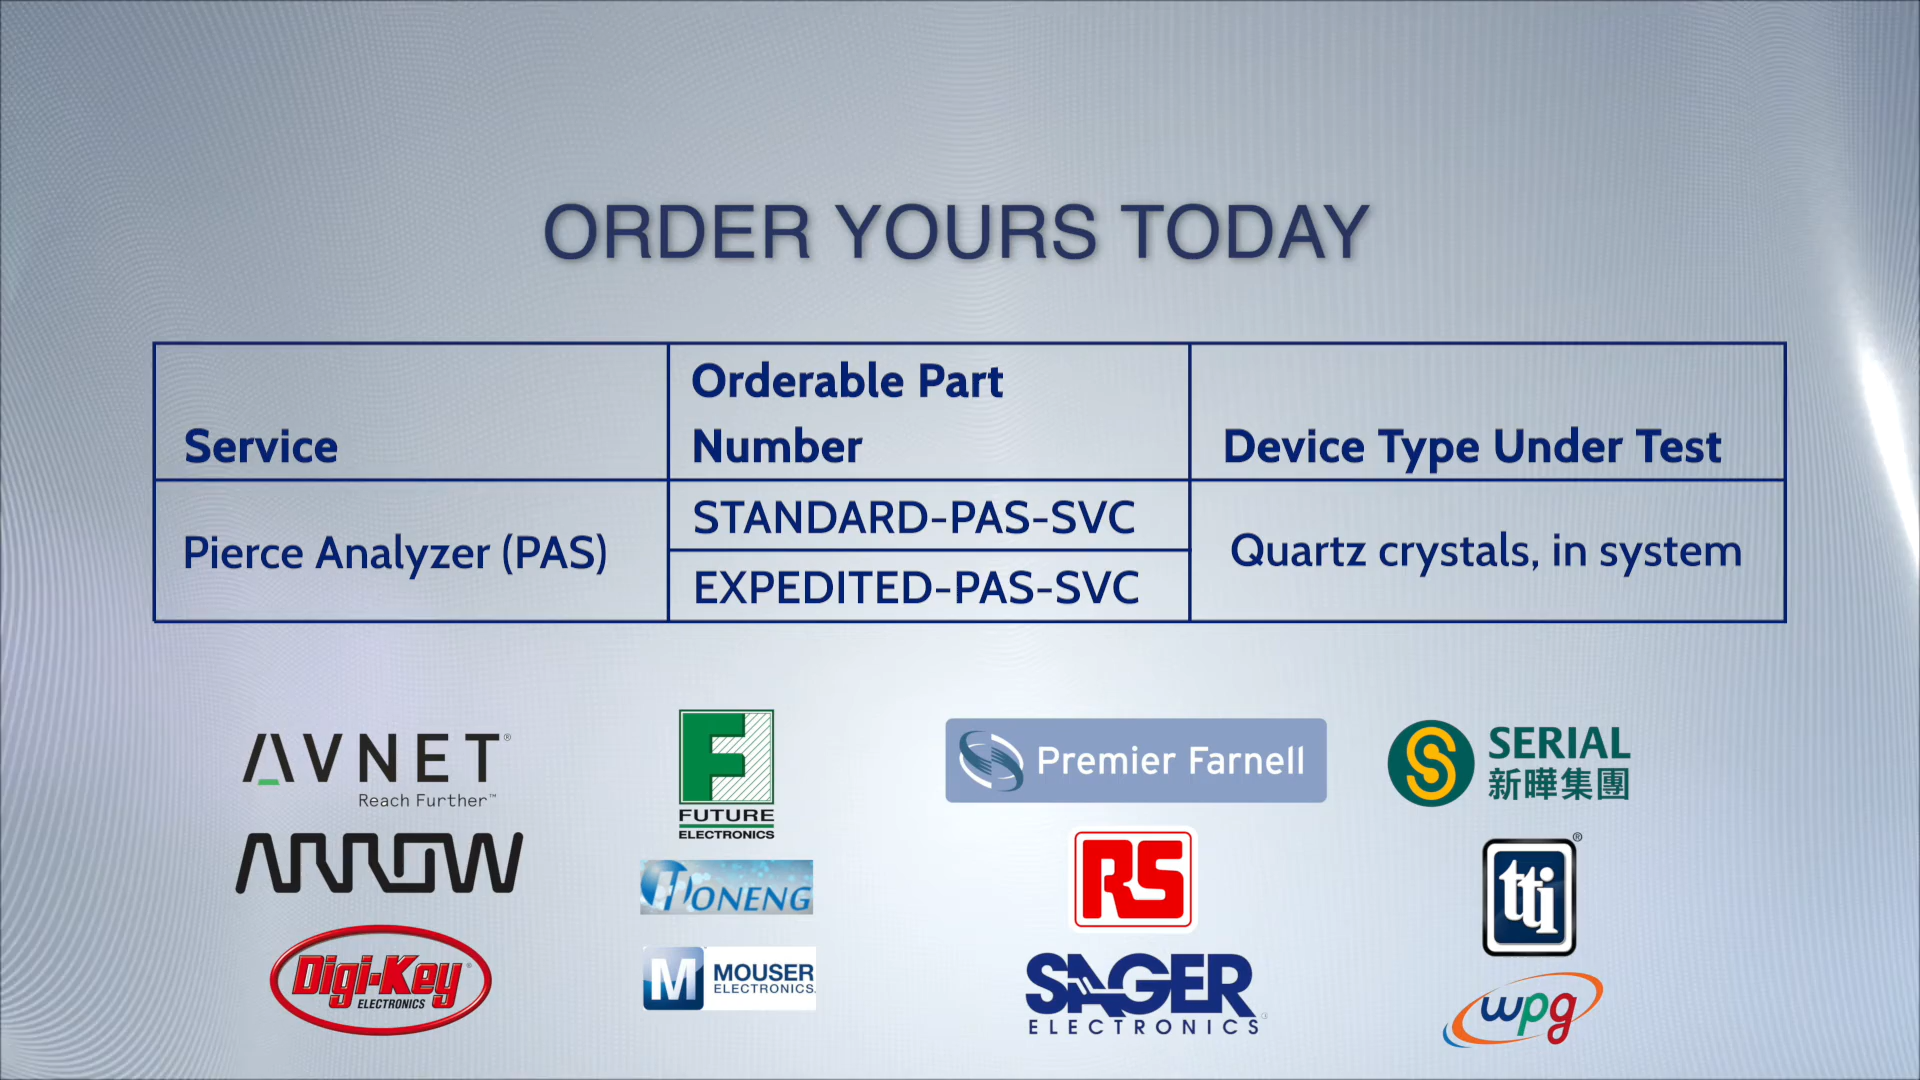 ORDER YOURS TODAY
Service
Orderable Part
Number
Device Type Under Test
Pierce Analyzer (PAS)
STANDARD-PAS-SVC
EXPEDITED-PAS-SVC
Quartz crystals, in system
AVNET®
Reach Further™
F
FUTURE
ELECTRONICS
Premier Farnell
S
SERIAL
新曄集團
ARROW
HONENG
RS
tti®
Digi-Key®
ELECTRONICS
M
MOUSER
ELECTRONICS
SAGER
ELECTRONICS
wpg